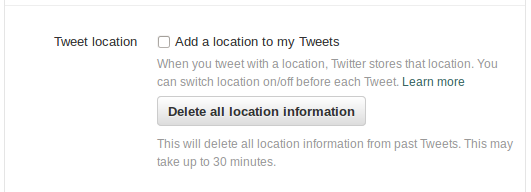 Tweet location Add a location to my Tweets
When you tweet with a location, Twitter stores that location. You
can switch location on/off before each Tweet. Learn more
Delete all location information
This will delete all location information from past Tweets. This may
take up to 30 minutes.